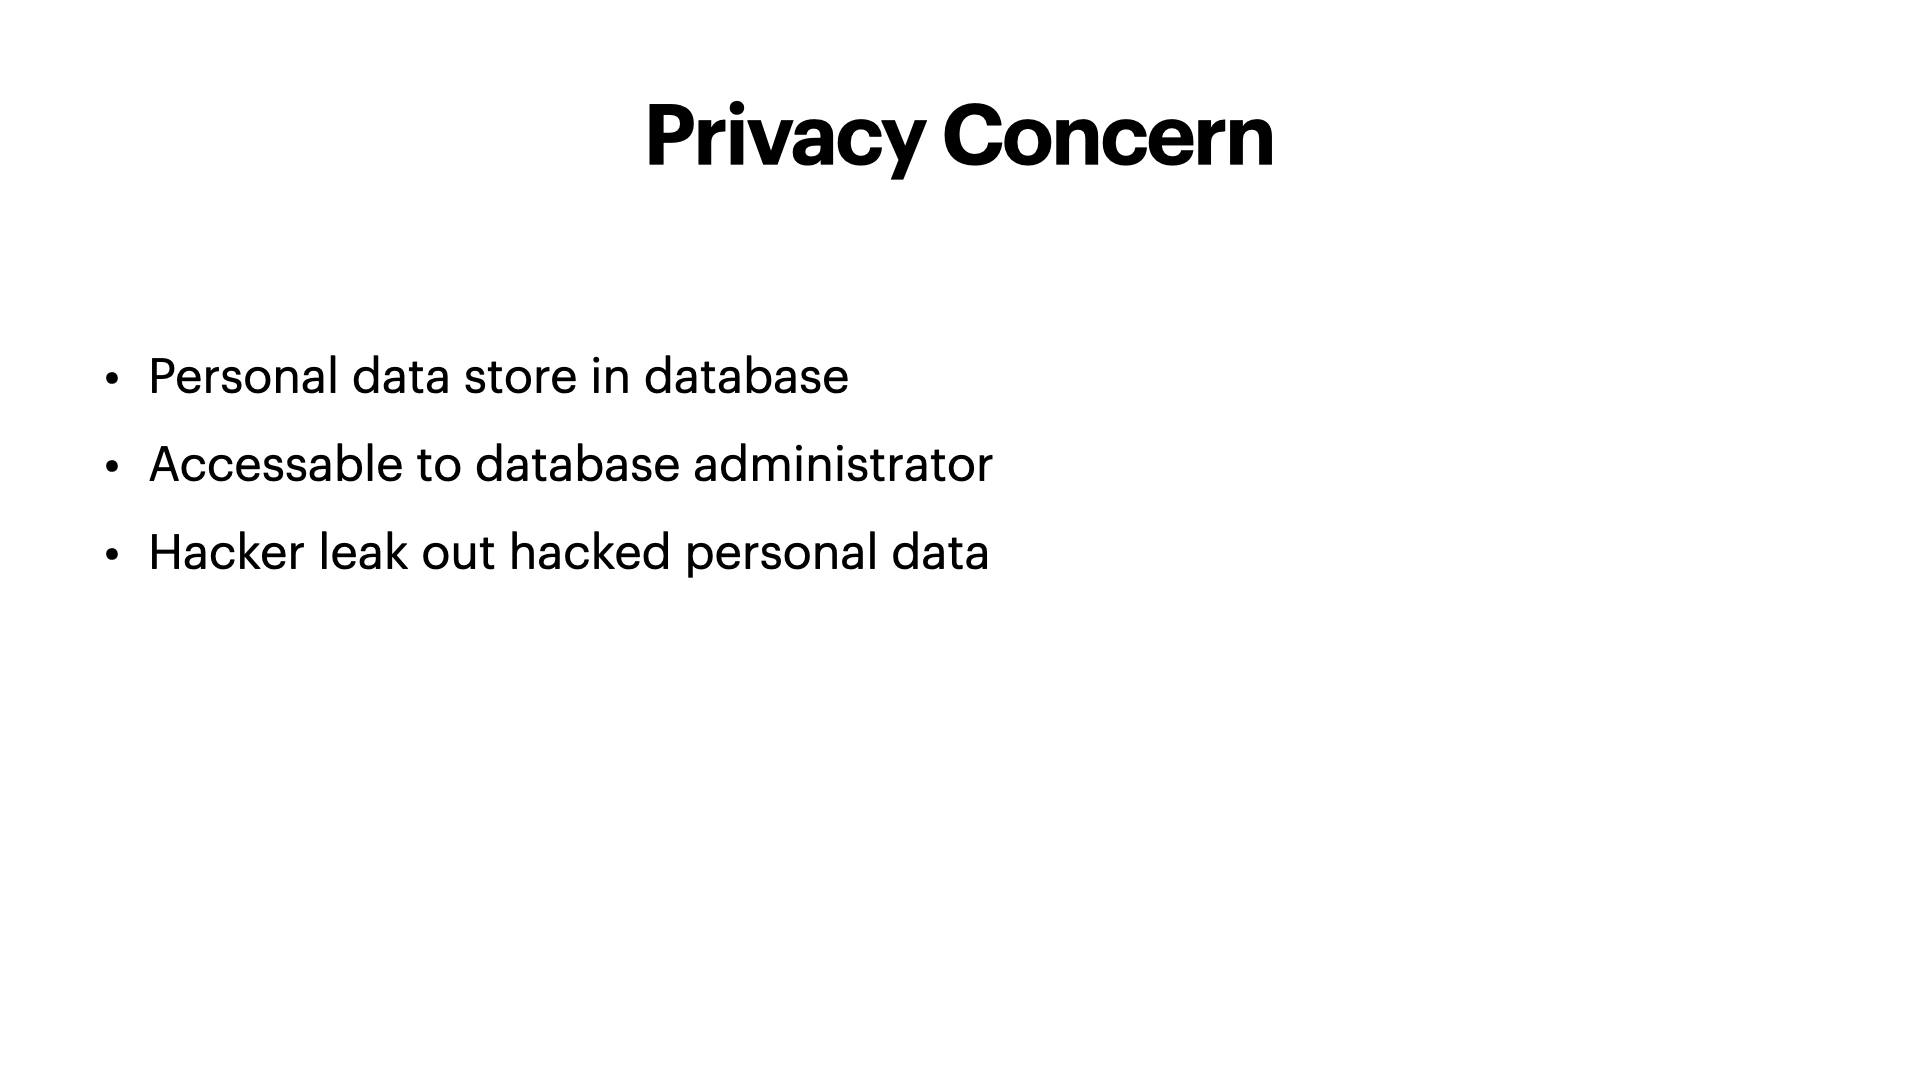 Privacy Concern
• Personal data store in database
• Accessable to database administrator
• Hacker leak out hacked personal data